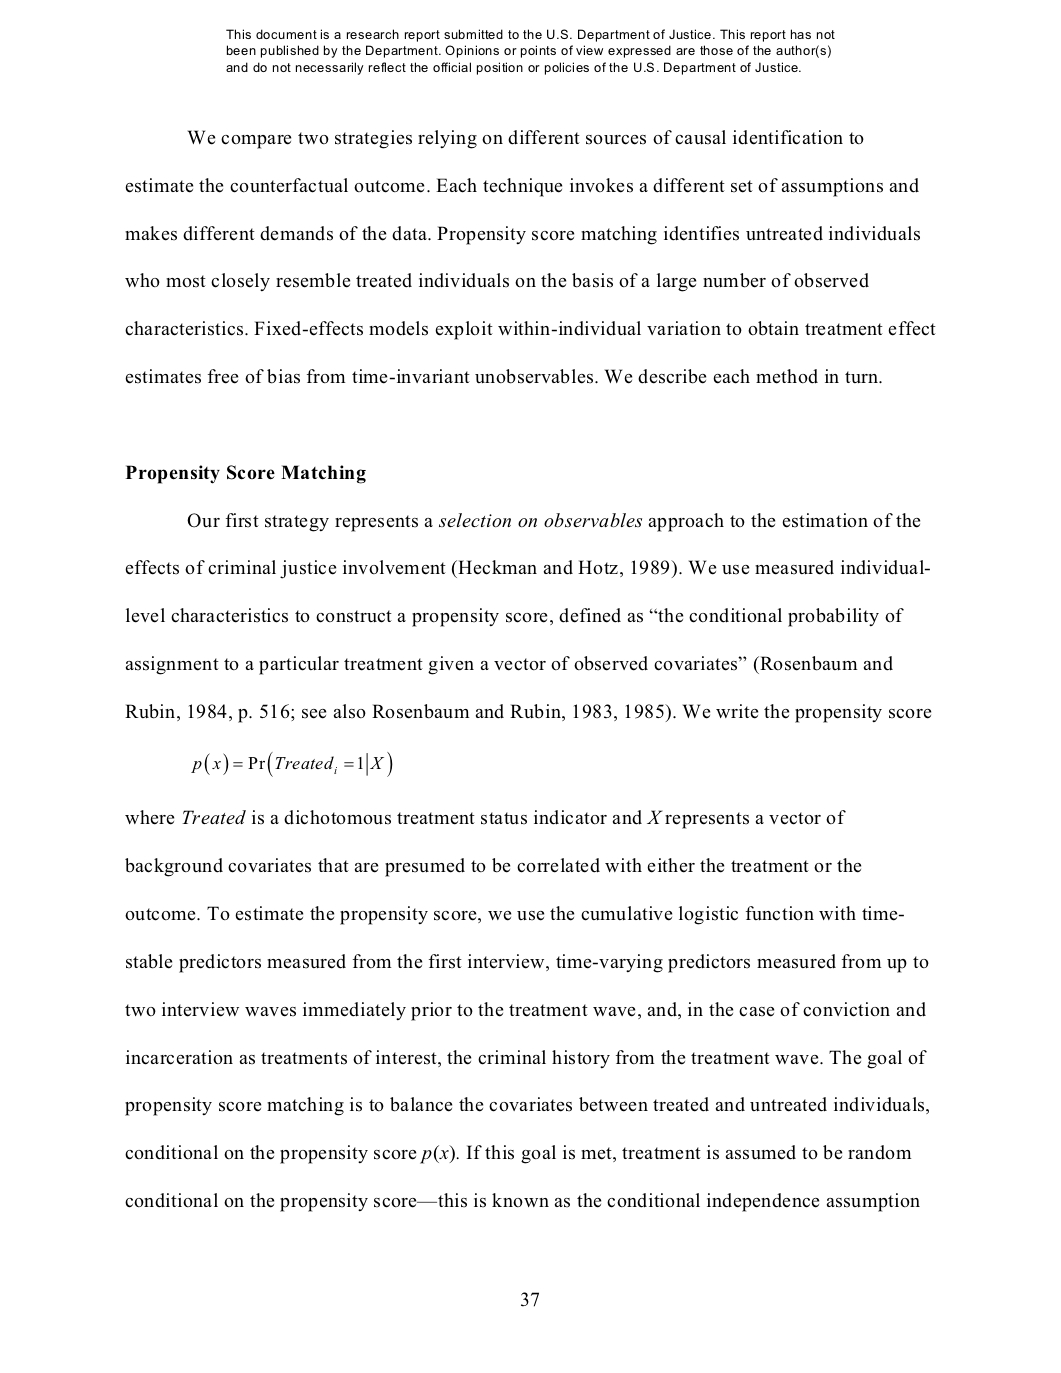 This document is a research report submitted to the U.S. Department of Justice. This report has not
been published by the Department. Opinions or points of view expressed are those of the author(s)
and do not necessarily reflect the official position or policies of the U.S. Department of Justice.
We compare two strategies relying on different sources of causal identification to
estimate the counterfactual outcome. Each technique invokes a different set of assumptions and
makes different demands of the data. Propensity score matching identifies untreated individuals
who most closely resemble treated individuals on the basis of a large number of observed
characteristics. Fixed-effects models exploit within-individual variation to obtain treatment effect
estimates free of bias from time-invariant unobservables. We describe each method in turn.
Propensity Score Matching
Our first strategy represents a selection on observables approach to the estimation of the
effects of criminal justice involvement (Heckman and Hotz, 1989). We use measured individual-
level characteristics to construct a propensity score, defined as “the conditional probability of
assignment to a particular treatment given a vector of observed covariates” (Rosenbaum and
Rubin, 1984, p. 516; see also Rosenbaum and Rubin, 1983, 1985). We write the propensity score
p(x) = Pr(Treated_i = 1|X)
where Treated is a dichotomous treatment status indicator and X represents a vector of
background covariates that are presumed to be correlated with either the treatment or the
outcome. To estimate the propensity score, we use the cumulative logistic function with time-
stable predictors measured from the first interview, time-varying predictors measured from up to
two interview waves immediately prior to the treatment wave, and, in the case of conviction and
incarceration as treatments of interest, the criminal history from the treatment wave. The goal of
propensity score matching is to balance the covariates between treated and untreated individuals,
conditional on the propensity score p(x). If this goal is met, treatment is assumed to be random
conditional on the propensity score—this is known as the conditional independence assumption
37